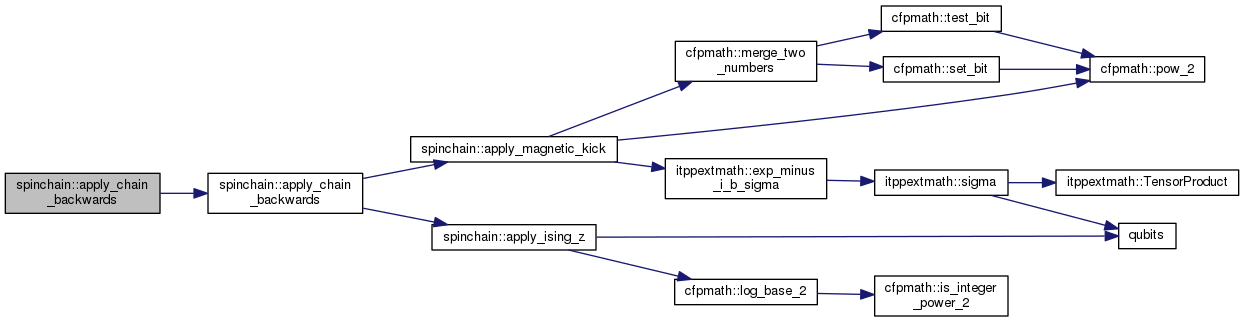 spinchain::apply_chain
_backwards
spinchain::apply_chain
_backwards
spinchain::apply_magnetic_kick
cfpmath::merge_two
_numbers
cfpmath::test_bit
cfpmath::set_bit
cfpmath::pow_2
itppextmath::exp_minus
_i_b_sigma
itppextmath::sigma
itppextmath::TensorProduct
qubits
spinchain::apply_ising_z
cfpmath::log_base_2
cfpmath::is_integer
_power_2